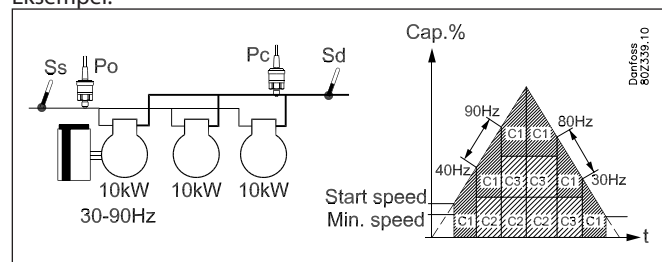 Eksempel:
Ss
Po
Pc
Sd
10kW
10kW
10kW
30-90Hz
Cap.%
Danfoss
80Z339.10
90Hz
80Hz
40Hz
30Hz
C1 C1
C1 C3 C3 C1
Start speed
Min. speed
C1 C2 C2 C2 C3 C1
t